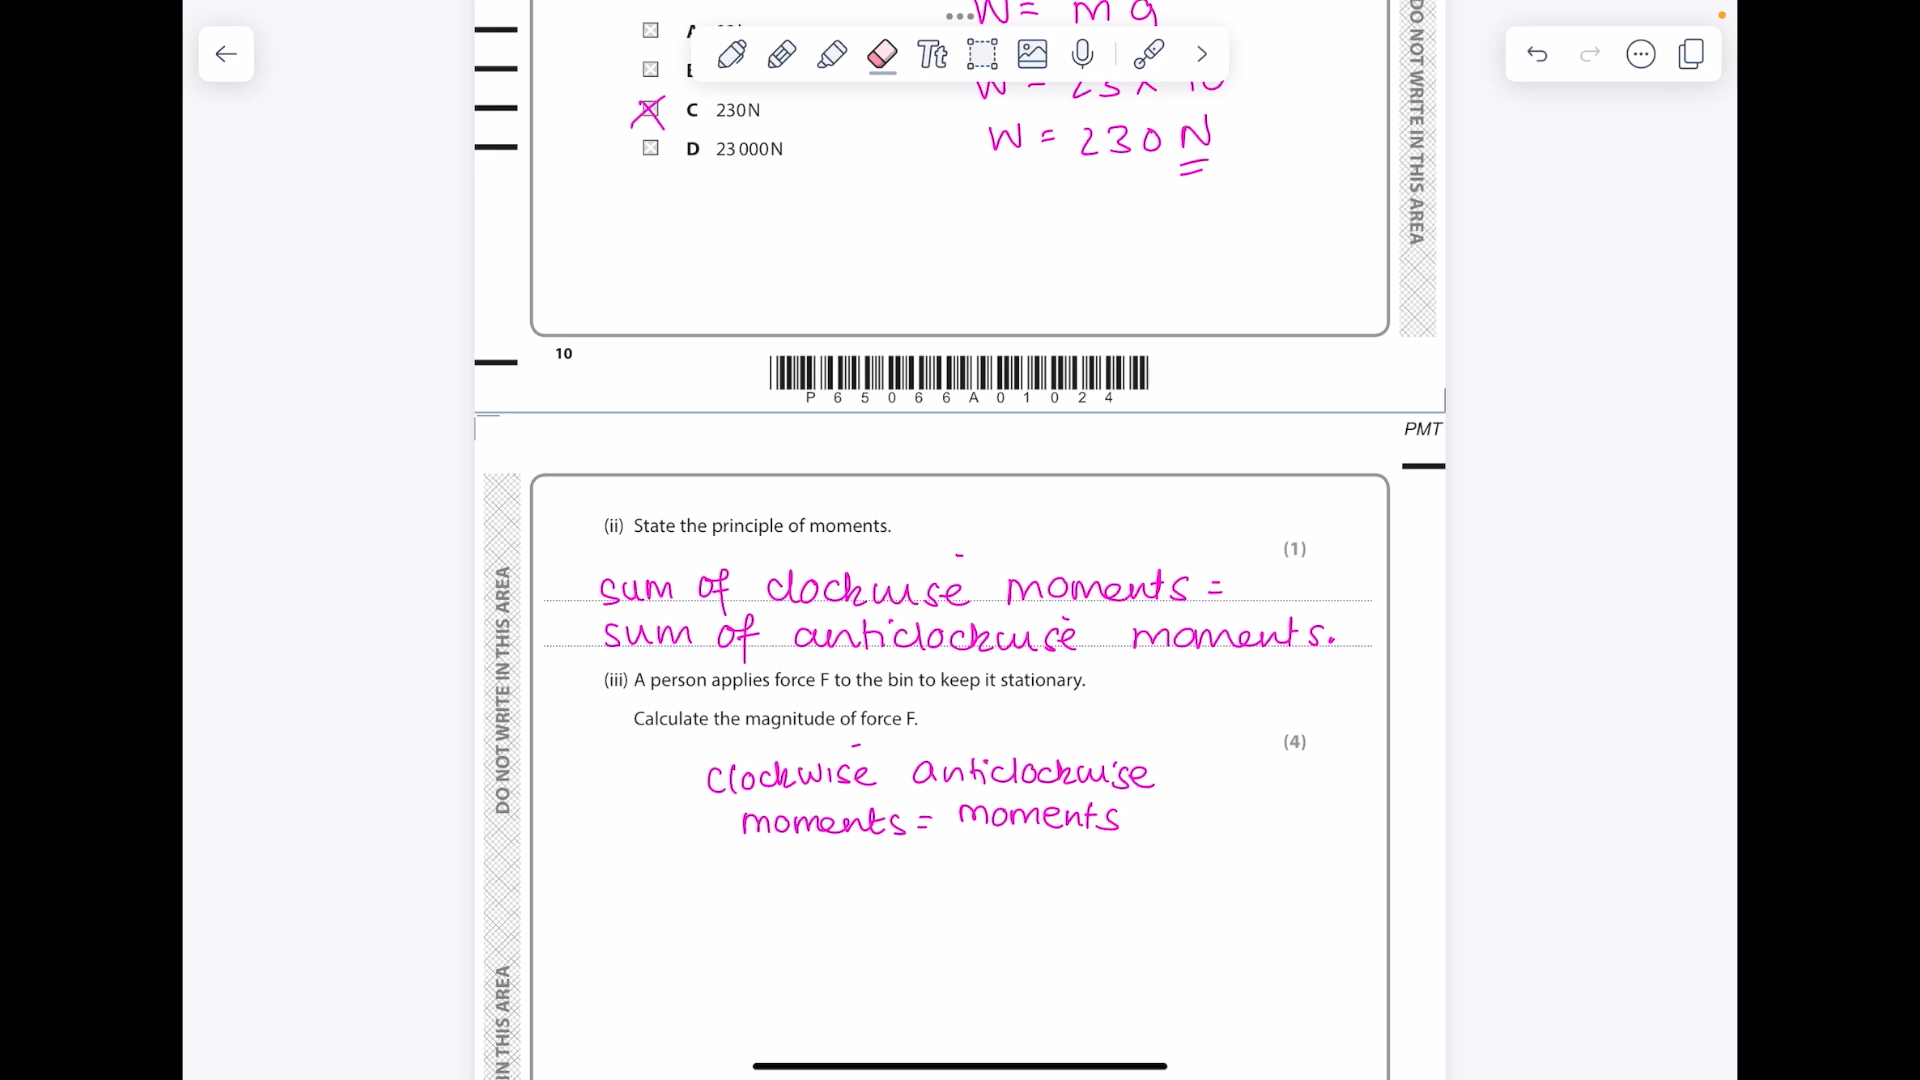 W = m g
Tt
C 230 N
W = 230 N
D 23 000 N
DO NOT WRITE IN THIS AREA
10
P 6 5 0 6 6 A 0 1 0 2 4
PMT
(ii) State the principle of moments.
(1)
sum of clockwise moments =
sum of anticlockwise moments.
(iii) A person applies force F to the bin to keep it stationary.
Calculate the magnitude of force F.
(4)
clockwise anticlockwise
moments = moments
DO NOT WRITE IN THIS AREA
IN THIS AREA